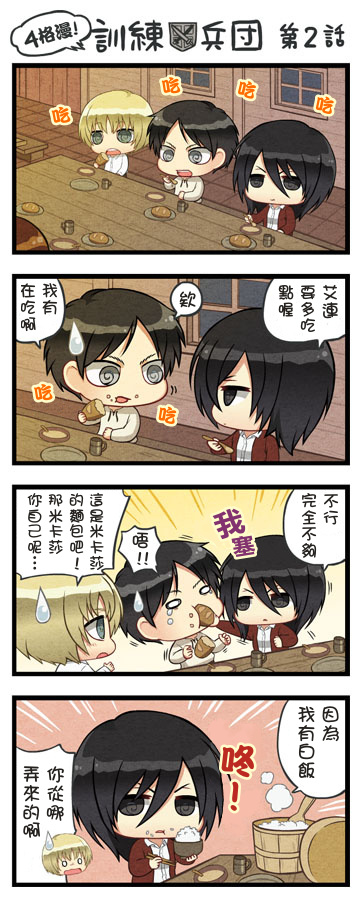 4格漫!
訓練兵団 第2話
吃
吃
吃
吃
艾連
要多吃
點喔
欸
我有
在吃啊
吃
吃
不行
完全不夠
我塞
唔!!
這是米卡莎
的麵包吧!
那米卡莎
你自己呢…
因為
我有白飯
咚!
你從哪
弄來的啊